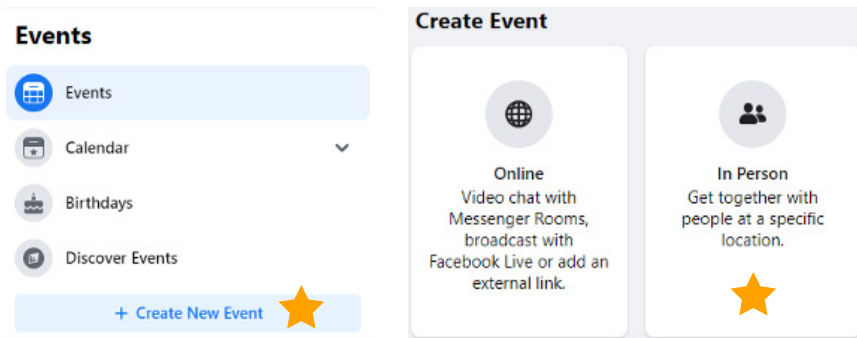 Events
Events
Calendar
Birthdays
Discover Events
+ Create New Event
Create Event
Online
Video chat with
Messenger Rooms,
broadcast with
Facebook Live or add an
external link.
In Person
Get together with
people at a specific
location.